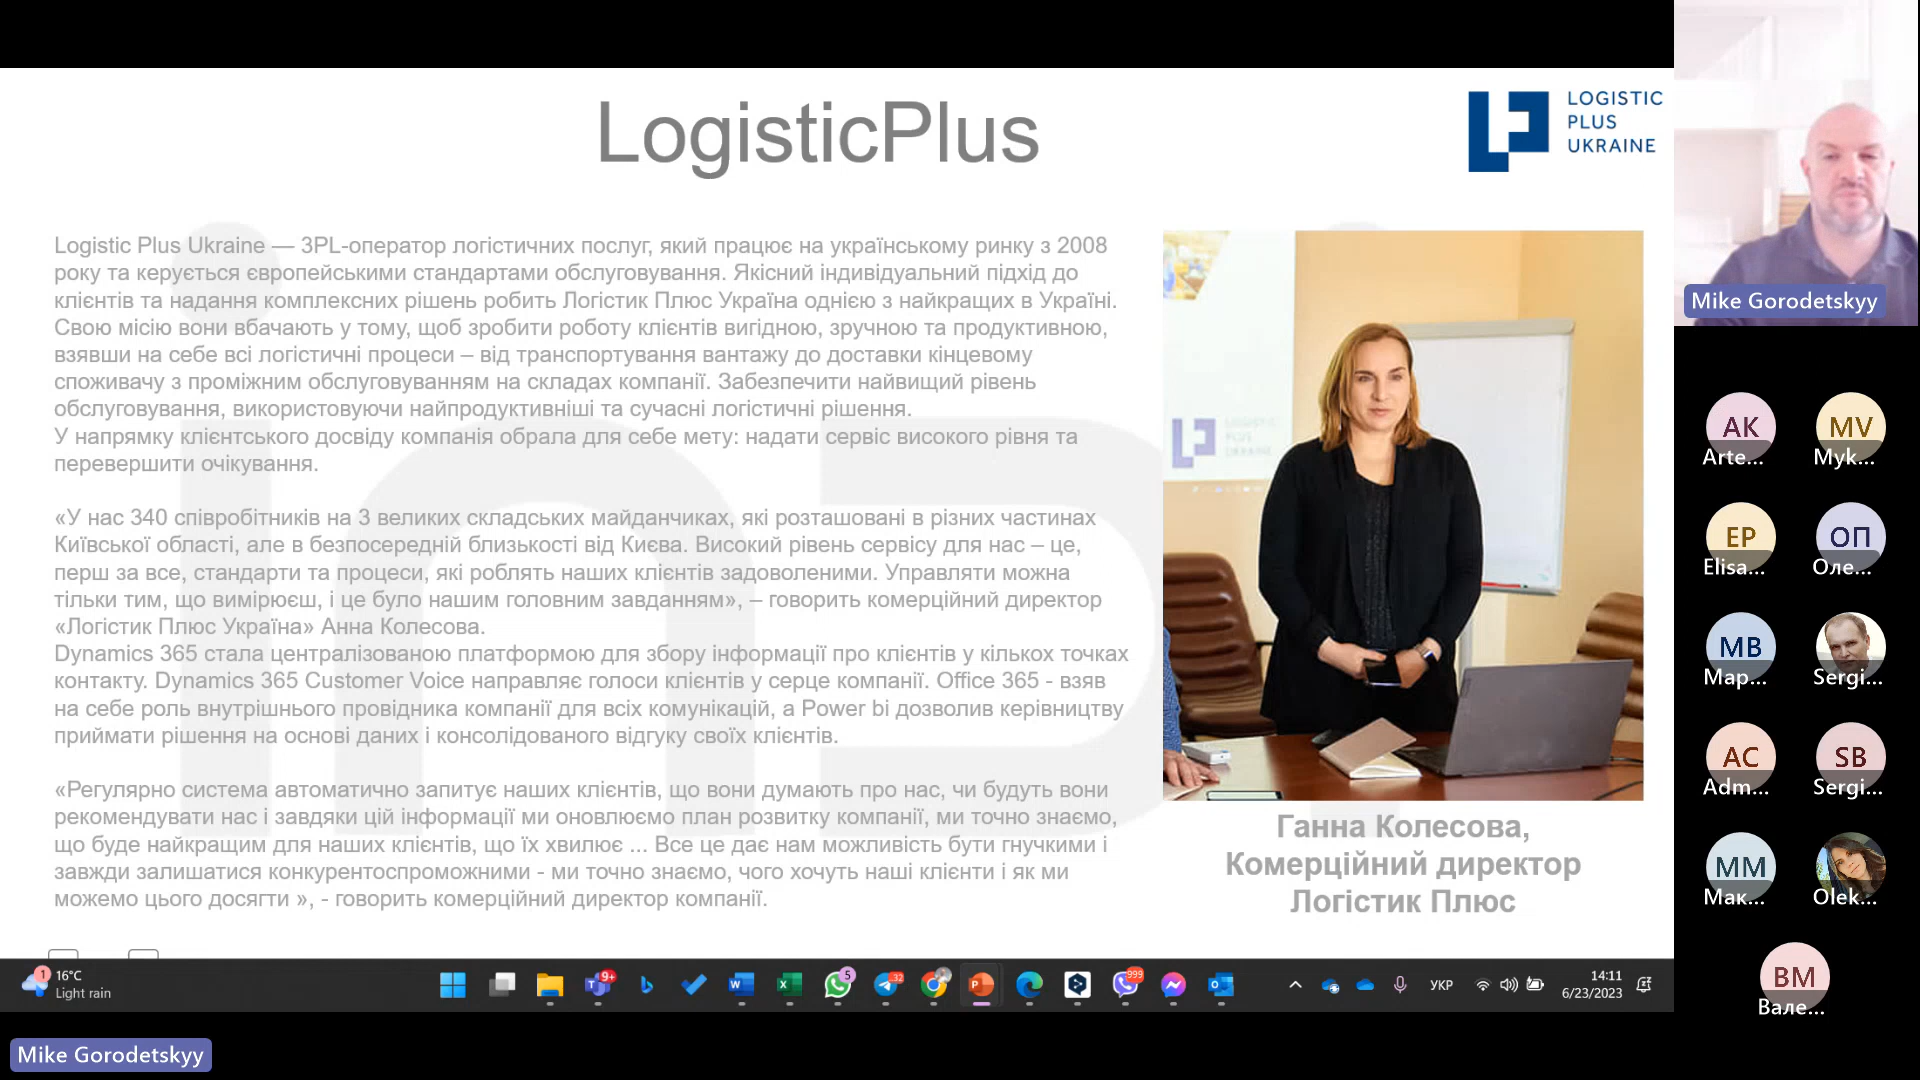 LogisticPlus
LOGISTIC
PLUS
UKRAINE
Logistic Plus Ukraine — 3PL-оператор логістичних послуг, який працює на українському ринку з 2008
року та керується європейськими стандартами обслуговування. Якісний індивідуальний підхід до
клієнтів та надання комплексних рішень робить Логістик Плюс Україна однією з найкращих в Україні.
Свою місію вони вбачають у тому, щоб зробити роботу клієнтів вигідною, зручною та продуктивною,
взявши на себе всі логістичні процеси – від транспортування вантажу до доставки кінцевому
споживачу з проміжним обслуговуванням на складах компанії. Забезпечити найвищий рівень
обслуговування, використовуючи найпродуктивніші та сучасні логістичні рішення.
У напрямку клієнтського досвіду компанія обрала для себе мету: надати сервіс високого рівня та
перевершити очікування.
«У нас 340 співробітників на 3 великих складських майданчиках, які розташовані в різних частинах
Київської області, але в безпосередній близькості від Києва. Високий рівень сервісу для нас – це,
перш за все, стандарти та процеси, які роблять наших клієнтів задоволеними. Управляти можна
тільки тим, що вимірюєш, і це було нашим головним завданням», – говорить комерційний директор
«Логістик Плюс Україна» Анна Колесова.
Dynamics 365 стала централізованою платформою для збору інформації про клієнтів у кількох точках
контакту. Dynamics 365 Customer Voice направляє голоси клієнтів у серце компанії. Office 365 - взяв
на себе роль внутрішнього провідника компанії для всіх комунікацій, а Power bi дозволив керівництву
приймати рішення на основі даних і консолідованого відгуку своїх клієнтів.
«Регулярно система автоматично запитує наших клієнтів, що вони думають про нас, чи будуть вони
рекомендувати нас і завдяки цій інформації ми оновлюємо план розвитку компанії, ми точно знаємо,
що буде найкращим для наших клієнтів, що їх хвилює ... Все це дає нам можливість бути гнучкими і
завжди залишатися конкурентоспроможними - ми точно знаємо, чого хочуть наші клієнти і як ми
можемо цього досягти », - говорить комерційний директор компанії.
LOGISTIC
PLUS
UKRAINE
Ганна Колесова,
Комерційний директор
Логістик Плюс
Mike Gorodetskyy
AK
Arte...
MV
Myk...
EP
Elisa...
ОП
Оле...
МВ
Мар...
Sergi...
AC
Adm...
SB
Sergi...
ММ
Мак...
Olek...
ВМ
Вале...
1
16°C
Light rain
9+
5
32
999
УКР
14:11
6/23/2023
Mike Gorodetskyy